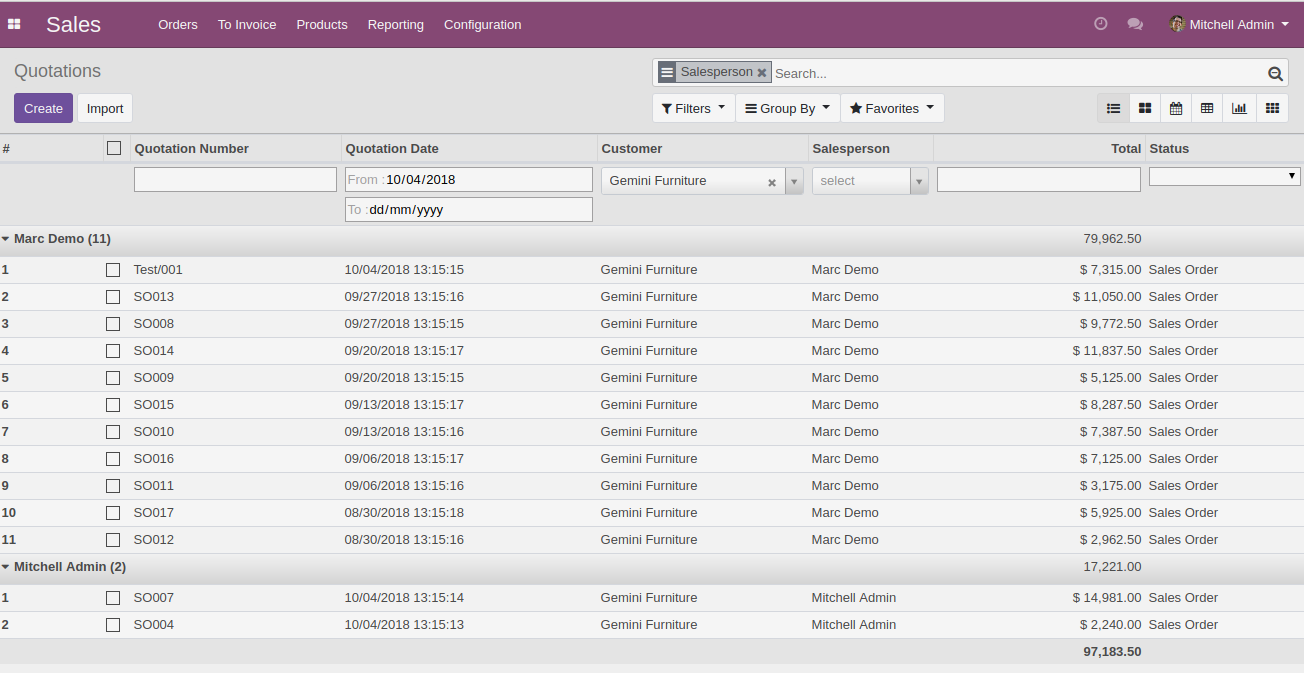 Sales Orders To Invoice Products Reporting Configuration Mitchell Admin
Quotations Salesperson Search...
Create Import Filters Group By Favorites
# Quotation Number Quotation Date Customer Salesperson Total Status
From : 10/04/2018 Gemini Furniture select
To : dd/mm/yyyy
Marc Demo (11) 79,962.50
1 Test/001 10/04/2018 13:15:15 Gemini Furniture Marc Demo $ 7,315.00 Sales Order
2 SO013 09/27/2018 13:15:16 Gemini Furniture Marc Demo $ 11,050.00 Sales Order
3 SO008 09/27/2018 13:15:15 Gemini Furniture Marc Demo $ 9,772.50 Sales Order
4 SO014 09/20/2018 13:15:17 Gemini Furniture Marc Demo $ 11,837.50 Sales Order
5 SO009 09/20/2018 13:15:15 Gemini Furniture Marc Demo $ 5,125.00 Sales Order
6 SO015 09/13/2018 13:15:17 Gemini Furniture Marc Demo $ 8,287.50 Sales Order
7 SO010 09/13/2018 13:15:16 Gemini Furniture Marc Demo $ 7,387.50 Sales Order
8 SO016 09/06/2018 13:15:17 Gemini Furniture Marc Demo $ 7,125.00 Sales Order
9 SO011 09/06/2018 13:15:16 Gemini Furniture Marc Demo $ 3,175.00 Sales Order
10 SO017 08/30/2018 13:15:18 Gemini Furniture Marc Demo $ 5,925.00 Sales Order
11 SO012 08/30/2018 13:15:16 Gemini Furniture Marc Demo $ 2,962.50 Sales Order
Mitchell Admin (2) 17,221.00
1 SO007 10/04/2018 13:15:14 Gemini Furniture Mitchell Admin $ 14,981.00 Sales Order
2 SO004 10/04/2018 13:15:13 Gemini Furniture Mitchell Admin $ 2,240.00 Sales Order
97,183.50